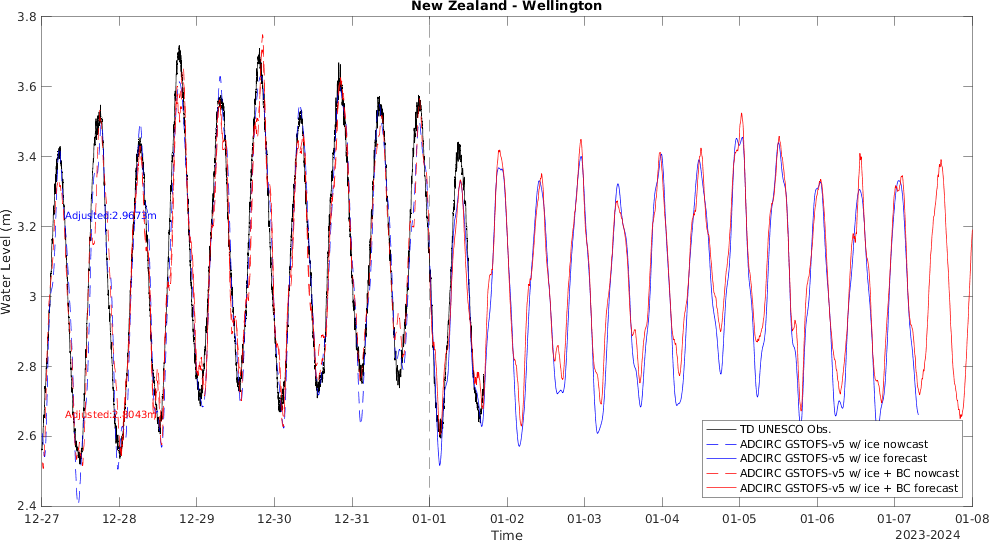 New Zealand - Wellington
3.8
3.6
3.4
3.2
3
2.8
2.6
2.4
Water Level (m)
Adjusted:2.9673m
12-27
12-28
12-29
12-30
12-31
01-01
01-02
01-03
01-04
01-05
01-06
01-07
01-08
Time
2023-2024
TD UNESCO Obs.
ADCIRC GSTOFS-v5 w/ ice nowcast
ADCIRC GSTOFS-v5 w/ ice forecast
ADCIRC GSTOFS-v5 w/ ice + BC nowcast
ADCIRC GSTOFS-v5 w/ ice + BC forecast